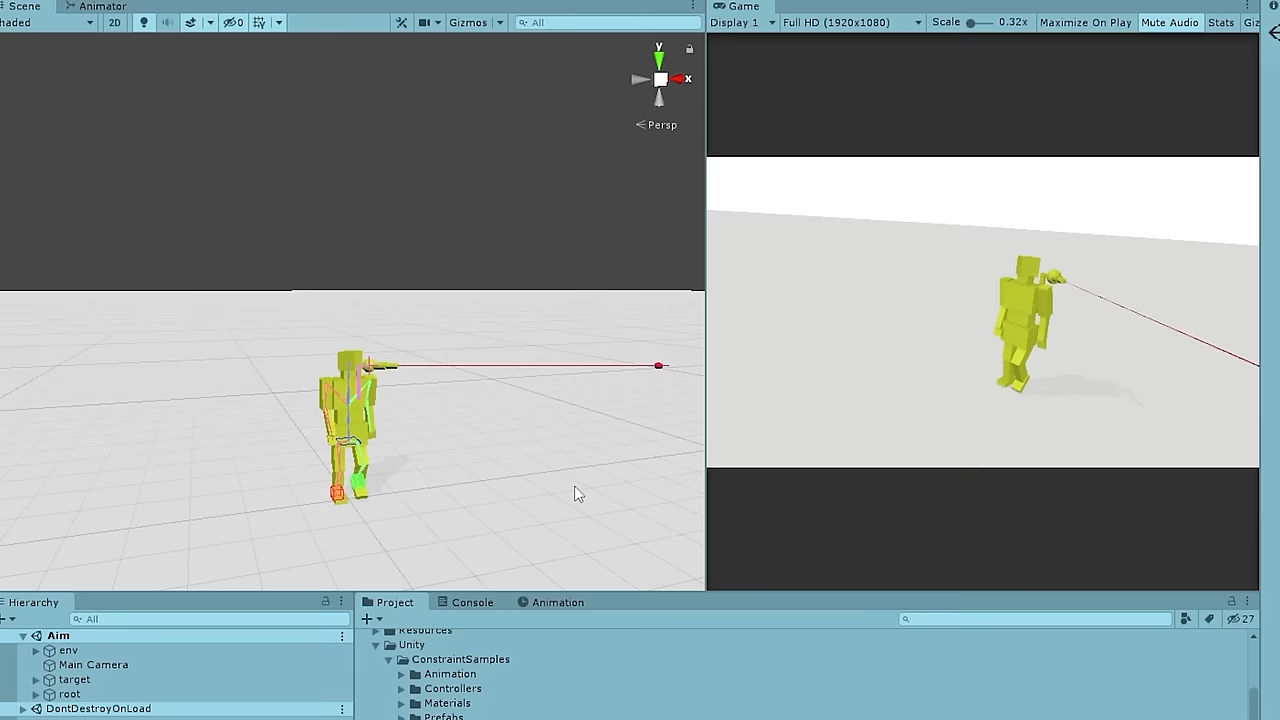 Scene Animator
haded 2D 0 Gizmos All
y
x
Persp
Game
Display 1 Full HD (1920x1080) Scale 0.32x Maximize On Play Mute Audio Stats Giz
Hierarchy
All
Aim
env
Main Camera
target
root
DontDestroyOnLoad
Project Console Animation
27
Resources
Unity
ConstraintSamples
Animation
Controllers
Materials
Prefabs